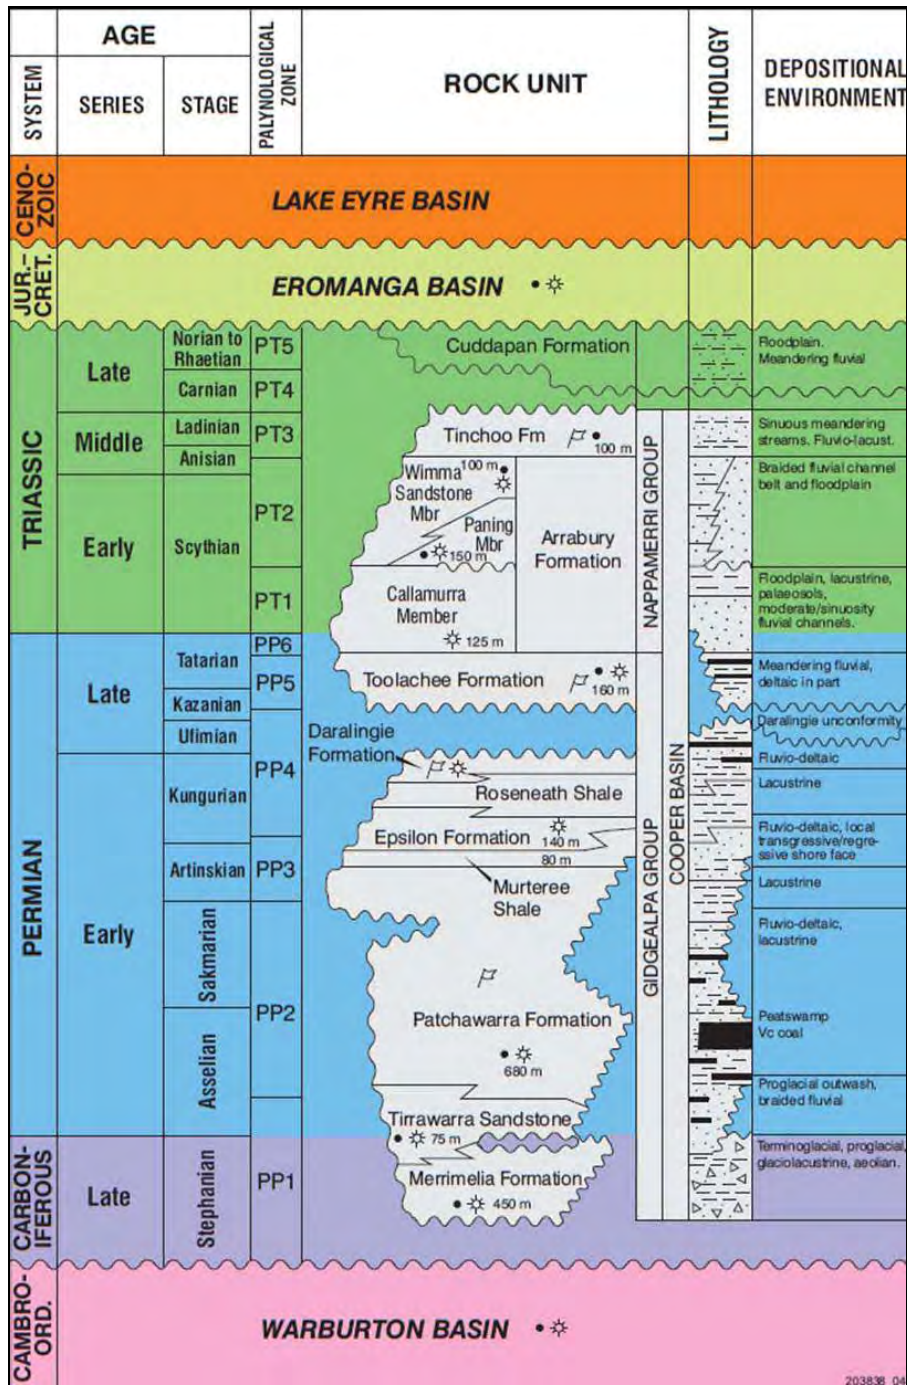 AGE
SYSTEM
SERIES
STAGE
PALYNOLOGICAL
ZONE
ROCK UNIT
LITHOLOGY
DEPOSITIONAL
ENVIRONMENT
CENO-
ZOIC
LAKE EYRE BASIN
JUR.–
CRET.
EROMANGA BASIN
TRIASSIC
Late
Norian to
Rhaetian
PT5
Cuddapan Formation
Floodplain.
Meandering fluvial
Carnian
PT4
Middle
Ladinian
PT3
Tinchoo Fm
100 m
Sinuous meandering
streams. Fluvio-lacust.
Anisian
Early
Scythian
PT2
Wimma
100 m
Sandstone
Mbr
Paning
Mbr
150 m
Arrabury
Formation
NAPPAMERRI GROUP
Braided fluvial channel
belt and floodplain
PT1
Callamurra
Member
125 m
Floodplain, lacustrine,
palaeosols,
moderate/sinuosity
fluvial channels.
PERMIAN
Late
Tatarian
PP6
PP5
Toolachee Formation
160 m
Meandering fluvial,
deltaic in part
Kazanian
Ufimian
Daralingie unconformity
Daralingie
Formation
Early
Kungurian
PP4
Fluvio-deltaic
Roseneath Shale
Lacustrine
Epsilon Formation
140 m
Fluvio-deltaic, local
transgressive/regre-
ssive shore face
Artinskian
PP3
80 m
Murteree
Shale
Lacustrine
GIDGEALPA GROUP
COOPER BASIN
Sakmarian
Fluvio-deltaic,
lacustrine
PP2
Asselian
Patchawarra Formation
680 m
Peatswamp
Vc coal
Tirrawarra Sandstone
75 m
Proglacial outwash,
braided fluvial
CARBON-
IFEROUS
Late
Stephanian
PP1
Merrimelia Formation
450 m
Terminoglacial, proglacial,
glaciolacustrine, aeolian.
CAMBRO-
ORD.
WARBURTON BASIN
203838_04